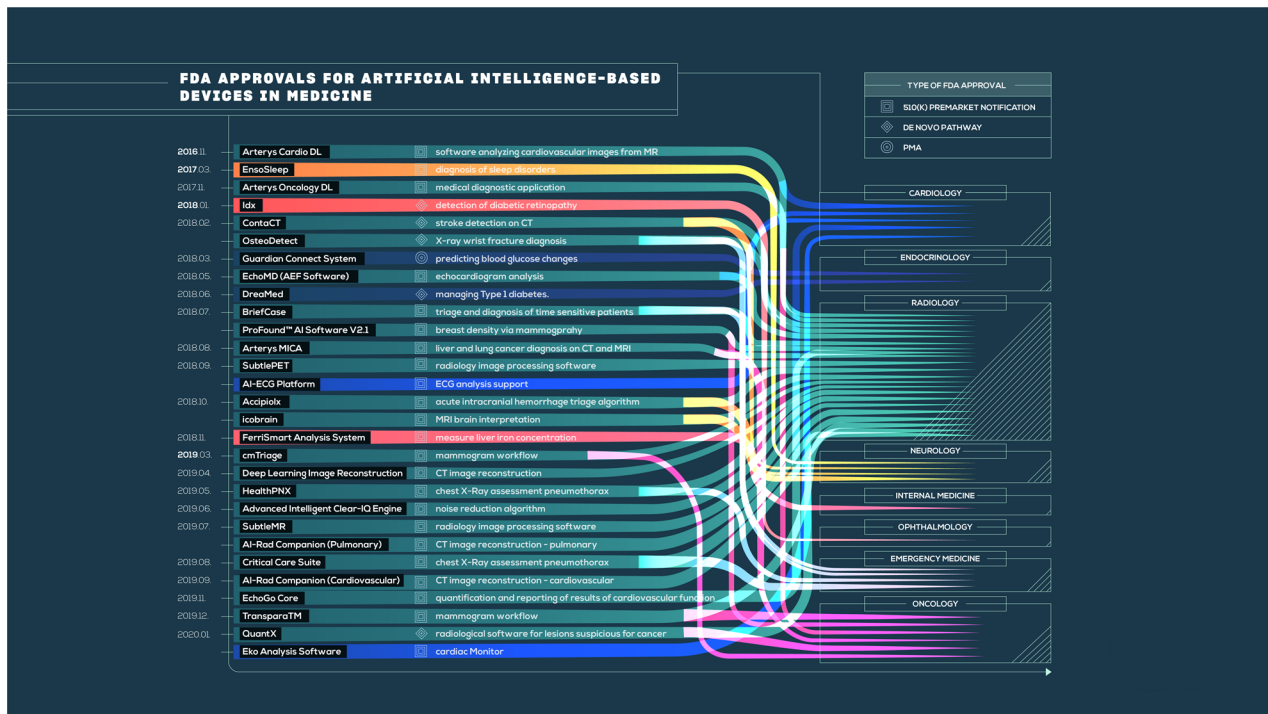 FDA APPROVALS FOR ARTIFICIAL INTELLIGENCE-BASED
DEVICES IN MEDICINE
TYPE OF FDA APPROVAL
510(K) PREMARKET NOTIFICATION
DE NOVO PATHWAY
PMA
2016.11. Arterys Cardio DL software analyzing cardiovascular images from MR
2017.03. EnsoSleep diagnosis of sleep disorders
2017.11. Arterys Oncology DL medical diagnostic application
2018.01. Idx detection of diabetic retinopathy
2018.02. ContaCT stroke detection on CT
OsteoDetect X-ray wrist fracture diagnosis
2018.03. Guardian Connect System predicting blood glucose changes
2018.05. EchoMD (AEF Software) echocardiogram analysis
2018.06. DreaMed managing Type 1 diabetes.
2018.07. BriefCase triage and diagnosis of time sensitive patients
ProFound™ AI Software V2.1 breast density via mammograhy
2018.08. Arterys MICA liver and lung cancer diagnosis on CT and MRI
2018.09. SubtlePET radiology image processing software
AI-ECG Platform ECG analysis support
2018.10. Accipiolx acute intracranial hemorrhage triage algorithm
icobrain MRI brain interpretation
2018.11. FerriSmart Analysis System measure liver iron concentration
2019.03. cmTriage mammogram workflow
2019.04. Deep Learning Image Reconstruction CT image reconstruction
2019.05. HealthPNX chest X-Ray assessment pneumothorax
2019.06. Advanced Intelligent Clear-IQ Engine noise reduction algorithm
2019.07. SubtleMR radiology image processing software
AI-Rad Companion (Pulmonary) CT image reconstruction - pulmonary
2019.08. Critical Care Suite chest X-Ray assessment pneumothorax
2019.09. AI-Rad Companion (Cardiovascular) CT image reconstruction - cardiovascular
2019.11. EchoGo Core quantification and reporting of results of cardiovascular function
2019.12. TransparaTM mammogram workflow
2020.01. QuantX radiological software for lesions suspicious for cancer
Eko Analysis Software cardiac Monitor
CARDIOLOGY
ENDOCRINOLOGY
RADIOLOGY
NEUROLOGY
INTERNAL MEDICINE
OPHTHALMOLOGY
EMERGENCY MEDICINE
ONCOLOGY